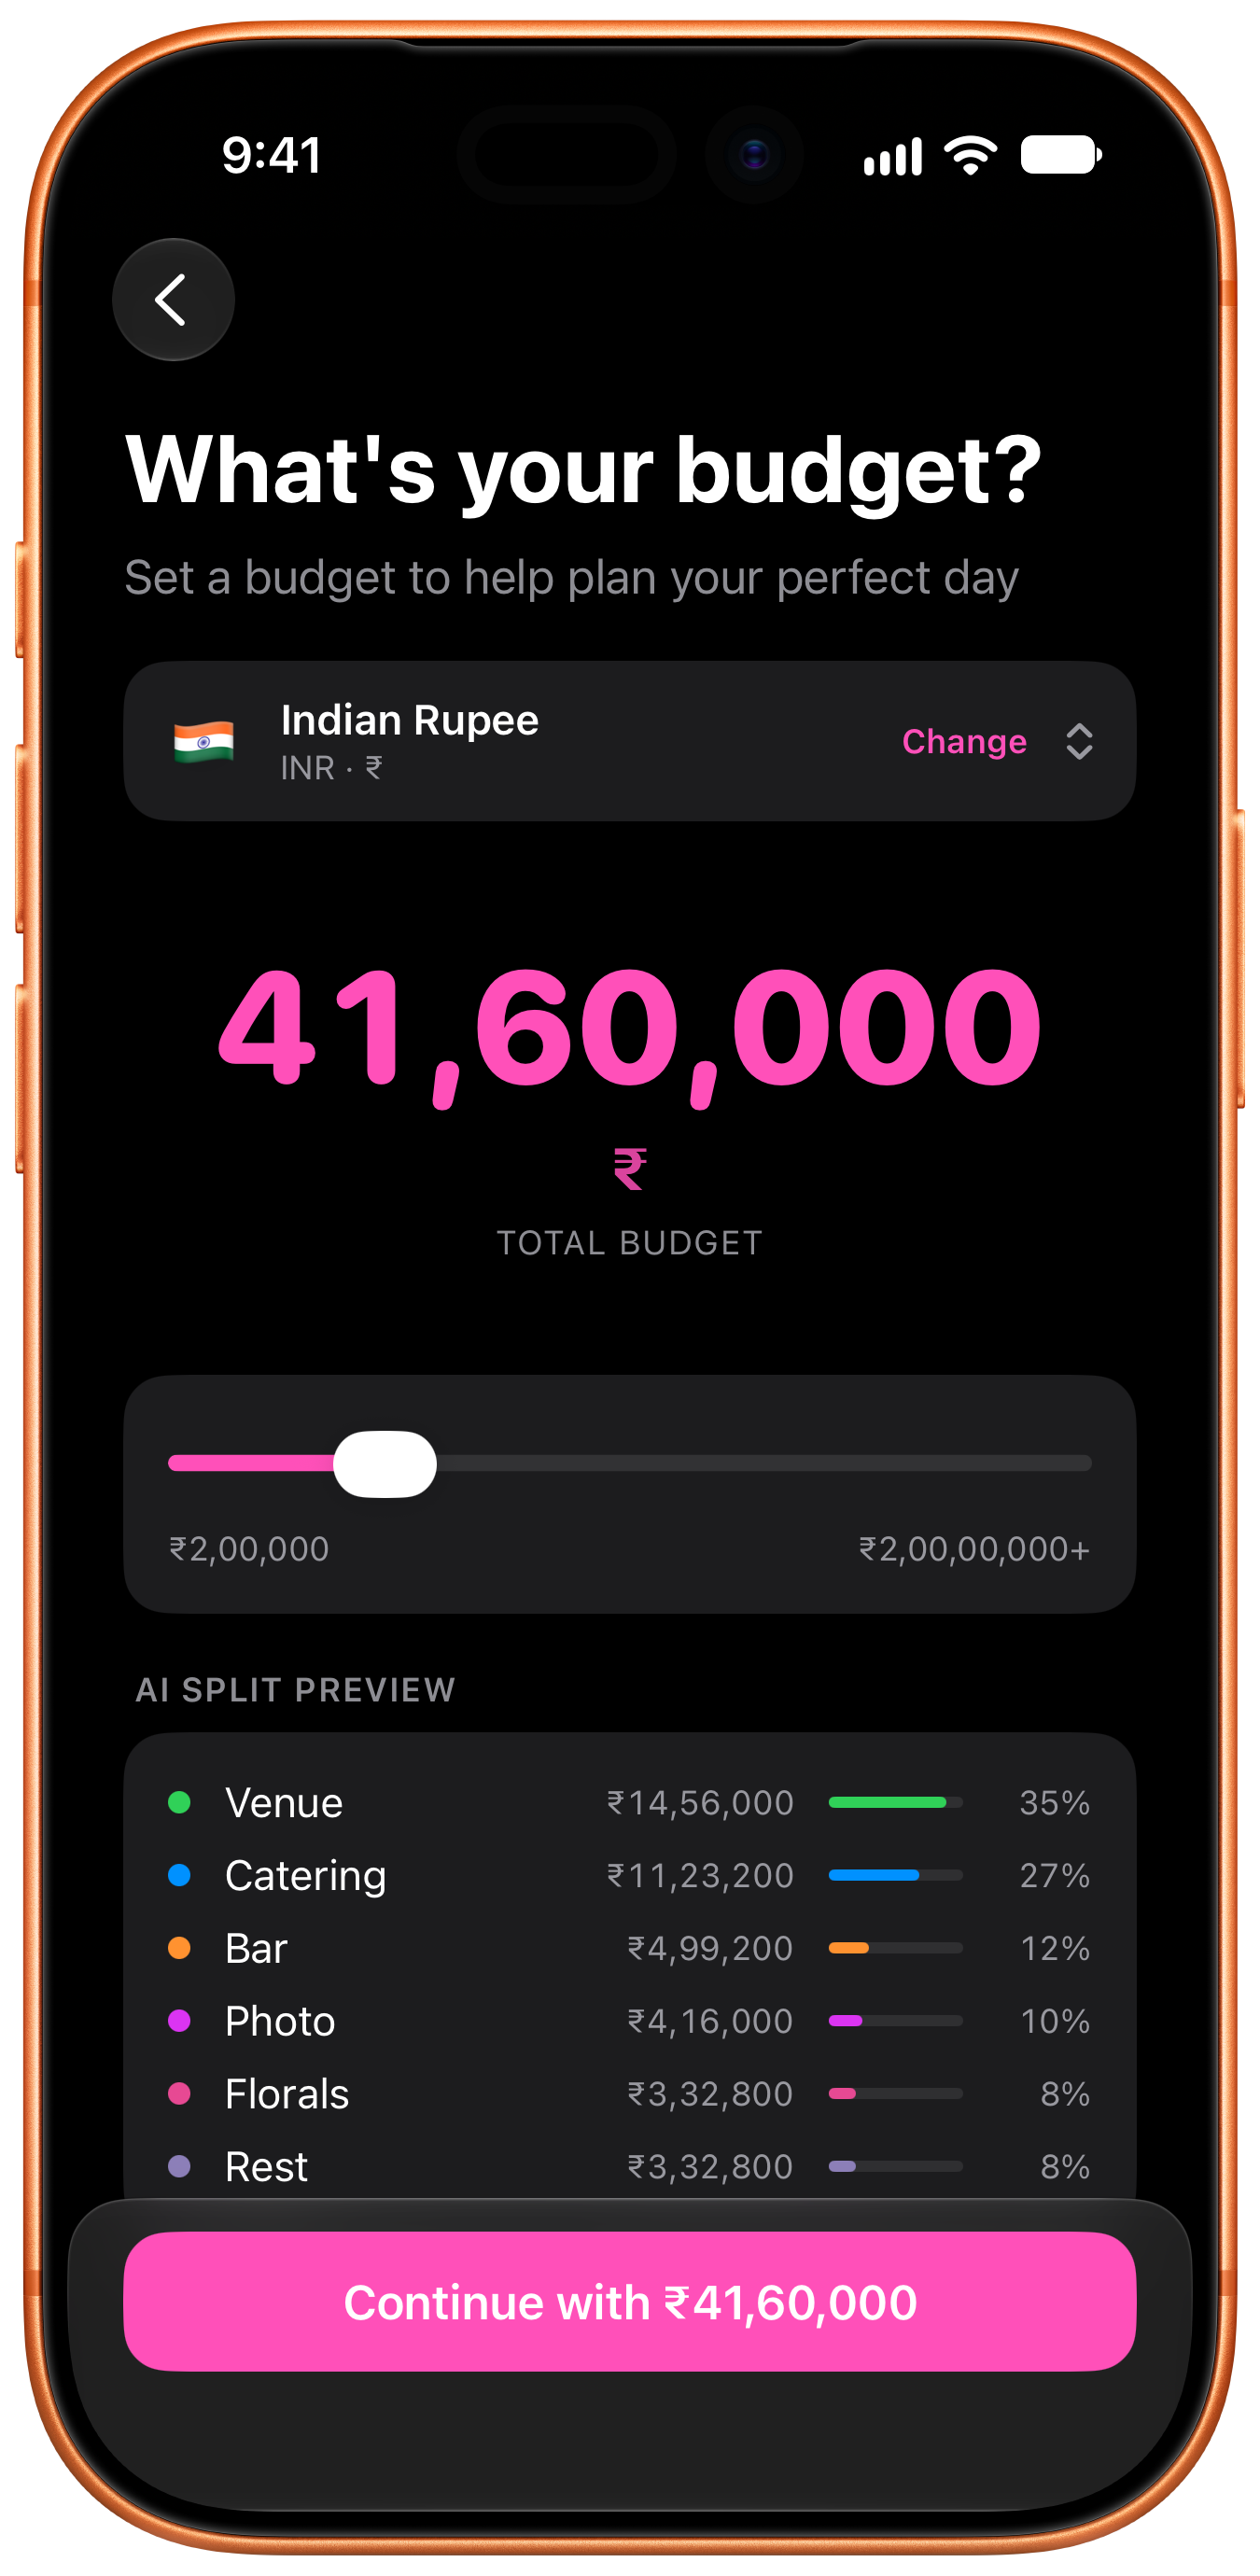 9:41
What's your budget?
Set a budget to help plan your perfect day
Indian Rupee
INR · ₹
Change
41,60,000
₹
TOTAL BUDGET
₹2,00,000 ₹2,00,00,000+
AI SPLIT PREVIEW
Venue ₹14,56,000 35%
Catering ₹11,23,200 27%
Bar ₹4,99,200 12%
Photo ₹4,16,000 10%
Florals ₹3,32,800 8%
Rest ₹3,32,800 8%
Continue with ₹41,60,000